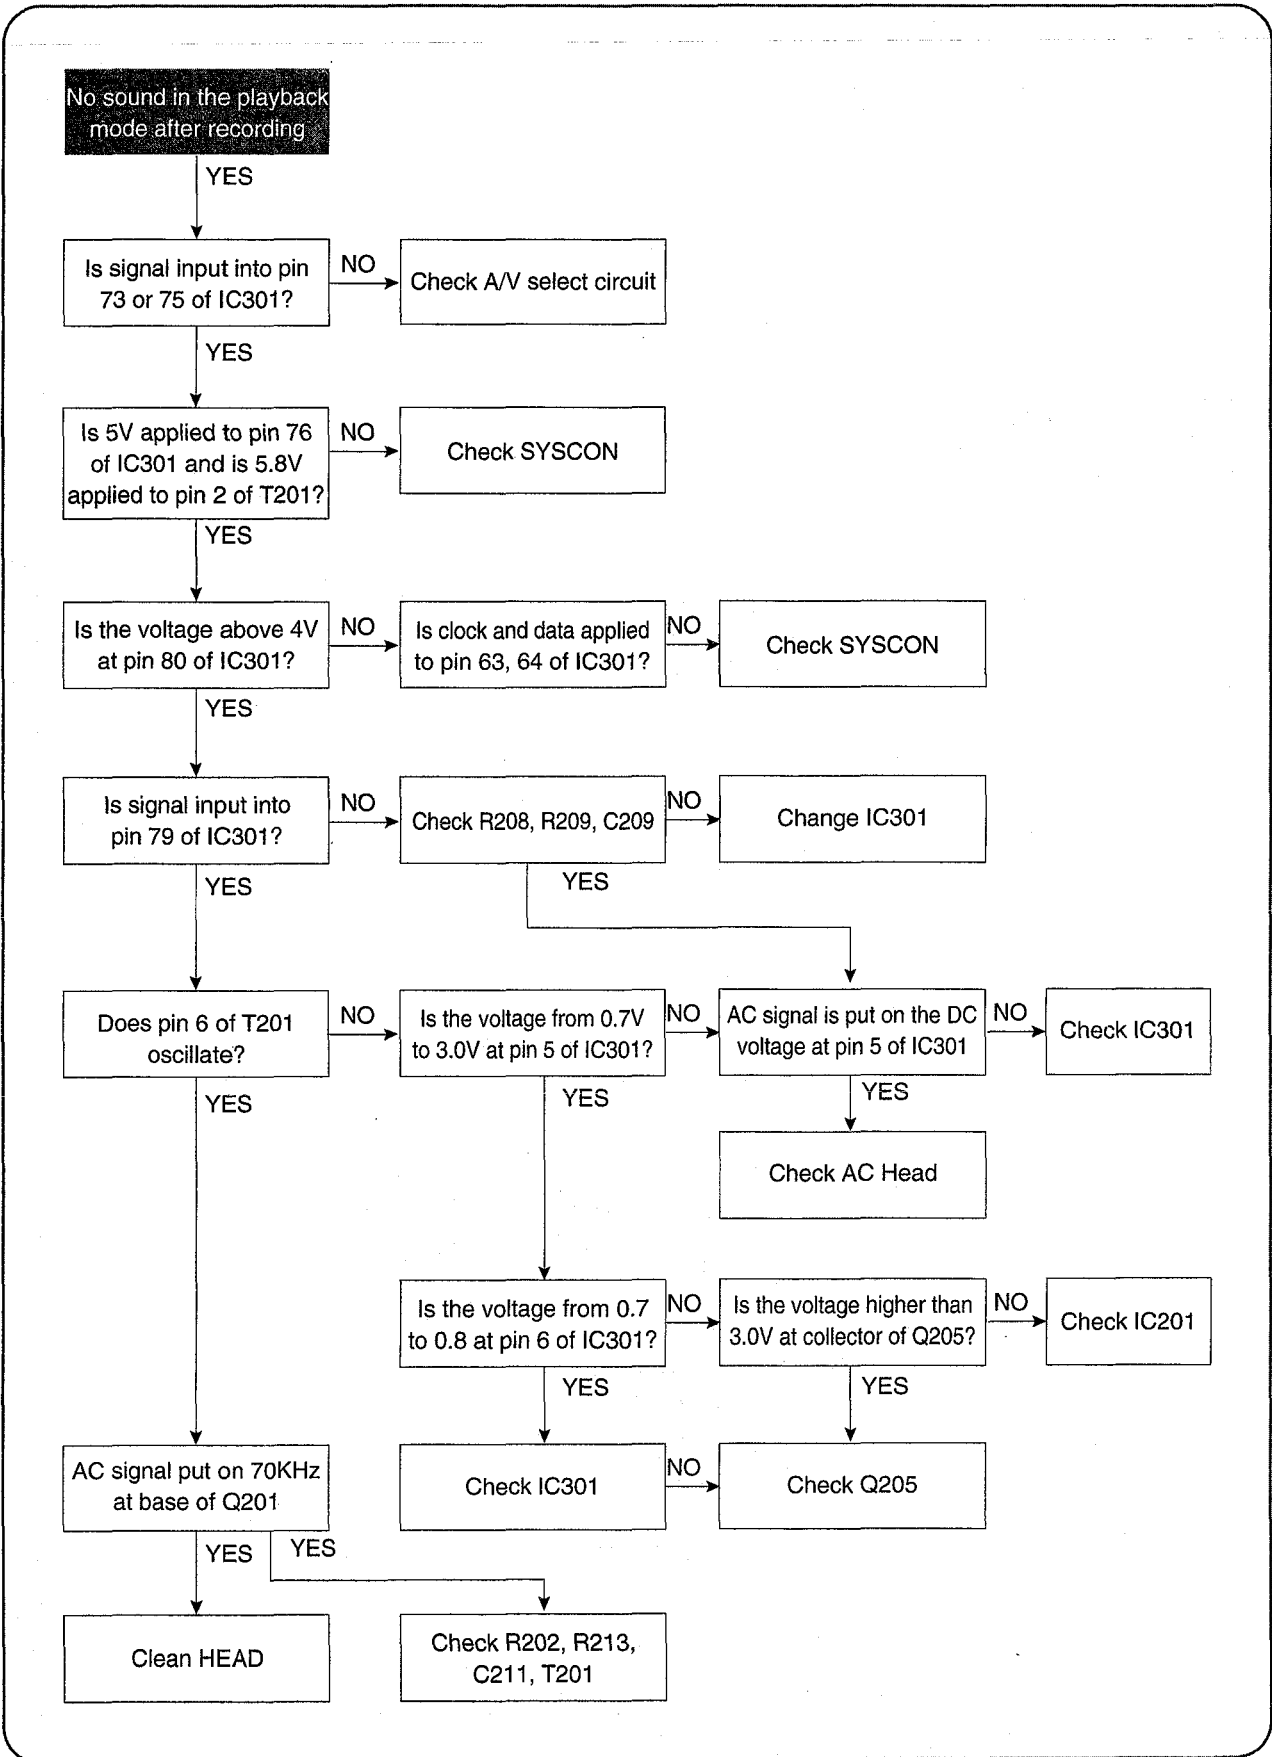 No sound in the playback
mode after recording
YES
Is signal input into pin
73 or 75 of IC301?
NO
Check A/V select circuit
YES
Is 5V applied to pin 76
of IC301 and is 5.8V
applied to pin 2 of T201?
NO
Check SYSCON
YES
Is the voltage above 4V
at pin 80 of IC301?
NO
Is clock and data applied
to pin 63, 64 of IC301?
NO
Check SYSCON
YES
Is signal input into
pin 79 of IC301?
NO
Check R208, R209, C209
NO
Change IC301
YES
YES
Does pin 6 of T201
oscillate?
NO
Is the voltage from 0.7V
to 3.0V at pin 5 of IC301?
NO
AC signal is put on the DC
voltage at pin 5 of IC301
NO
Check IC301
YES
YES
YES
Check AC Head
Is the voltage from 0.7
to 0.8 at pin 6 of IC301?
NO
Is the voltage higher than
3.0V at collector of Q205?
NO
Check IC201
YES
YES
AC signal put on 70KHz
at base of Q201
Check IC301
NO
Check Q205
YES
YES
Clean HEAD
Check R202, R213,
C211, T201